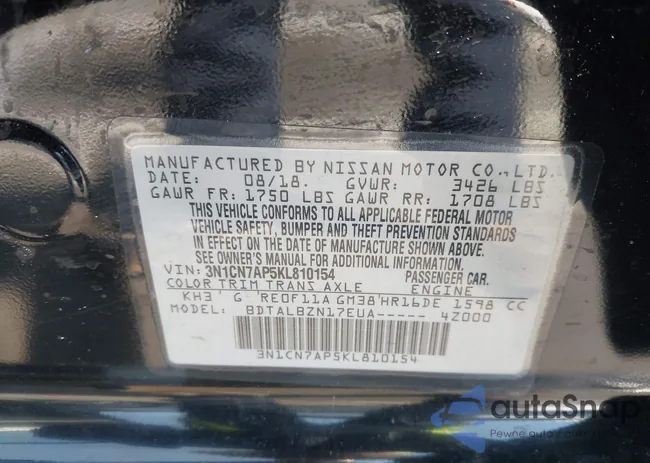 MANUFACTURED BY NISSAN MOTOR CO., LTD.
DATE: 08/18. GVWR: 3426 LBS
GAWR FR: 1750 LBS GAWR RR: 1708 LBS
THIS VEHICLE CONFORMS TO ALL APPLICABLE FEDERAL MOTOR
VEHICLE SAFETY, BUMPER AND THEFT PREVENTION STANDARDS
IN EFFECT ON THE DATE OF MANUFACTURE SHOWN ABOVE.
SEE OWNER'S MANUAL FOR ADDITIONAL INFORMATION.
VIN: 3N1CN7AP5KL810154 PASSENGER CAR.
COLOR TRIM TRANS AXLE ENGINE
KH3 G RE0F11A GM38 HR16DE 1598 CC
MODEL: BDTALBZN17EUA----- 4Z000
3N1CN7AP5KL810154
autoSnap
Pewne auto z